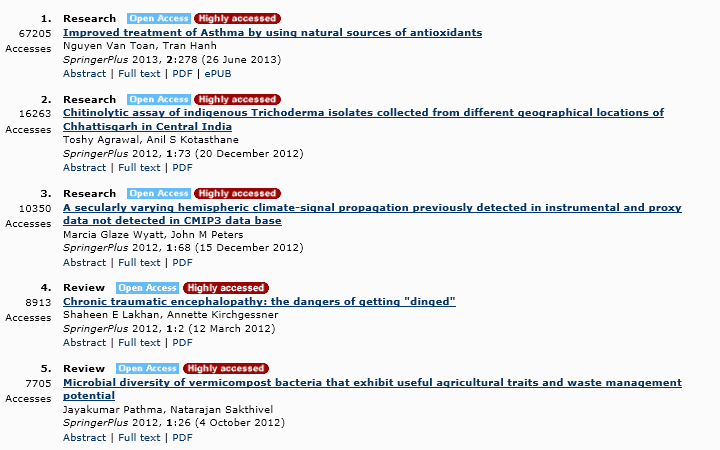 1. Research Open Access Highly accessed
67205 Improved treatment of Asthma by using natural sources of antioxidants
Accesses Nguyen Van Toan, Tran Hanh
SpringerPlus 2013, 2:278 (26 June 2013)
Abstract | Full text | PDF | ePUB
2. Research Open Access Highly accessed
16263 Chitinolytic assay of indigenous Trichoderma isolates collected from different geographical locations of
Accesses Chhattisgarh in Central India
Toshy Agrawal, Anil S Kotasthane
SpringerPlus 2012, 1:73 (20 December 2012)
Abstract | Full text | PDF
3. Research Open Access Highly accessed
10350 A secularly varying hemispheric climate-signal propagation previously detected in instrumental and proxy
Accesses data not detected in CMIP3 data base
Marcia Glaze Wyatt, John M Peters
SpringerPlus 2012, 1:68 (15 December 2012)
Abstract | Full text | PDF
4. Review Open Access Highly accessed
8913 Chronic traumatic encephalopathy: the dangers of getting "dinged"
Accesses Shaheen E Lakhan, Annette Kirchgessner
SpringerPlus 2012, 1:2 (12 March 2012)
Abstract | Full text | PDF
5. Review Open Access Highly accessed
7705 Microbial diversity of vermicompost bacteria that exhibit useful agricultural traits and waste management
Accesses potential
Jayakumar Pathma, Natarajan Sakthivel
SpringerPlus 2012, 1:26 (4 October 2012)
Abstract | Full text | PDF